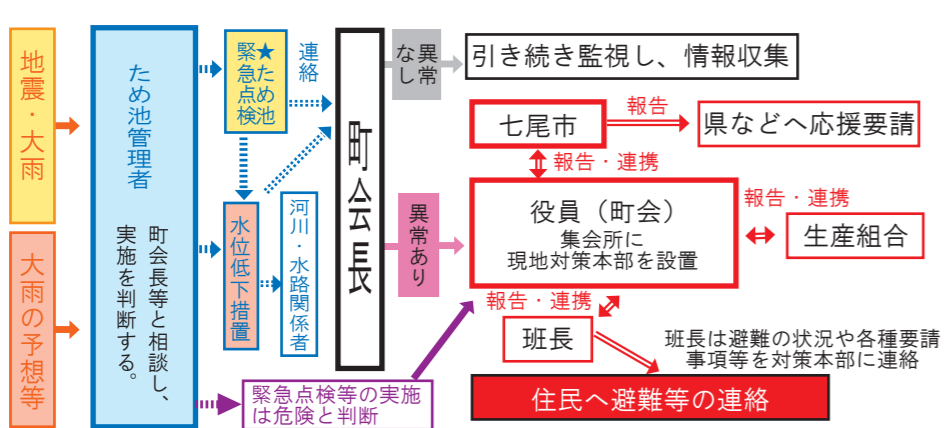 地震・大雨
大雨の予想等
ため池管理者
町会長等と相談し、
実施を判断する。
★ため池
緊急点検
連絡
水位低下措置
河川・水路関係者
緊急点検等の実施
は危険と判断
町会長
異常
なし
引き続き監視し、情報収集
異常あり
七尾市
報告
県などへ応援要請
報告・連携
役員（町会）
集会所に
現地対策本部を設置
報告・連携
生産組合
報告・連携
班長
班長は避難の状況や各種要請
事項等を対策本部に連絡
住民へ避難等の連絡